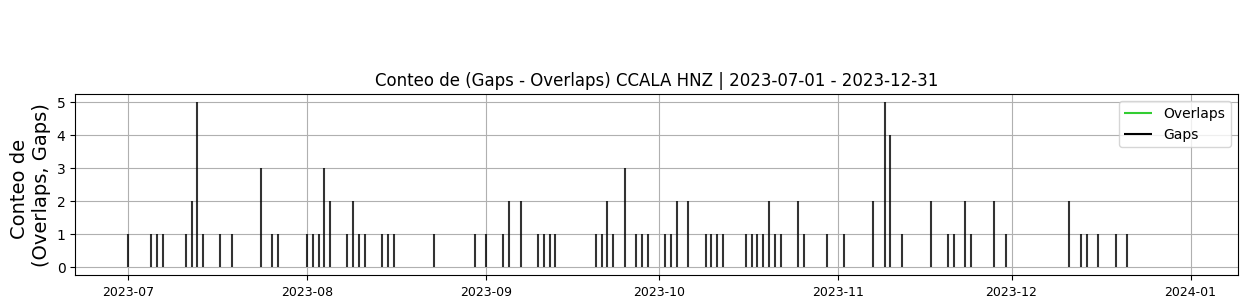 Conteo de (Gaps - Overlaps) CCALA HNZ | 2023-07-01 - 2023-12-31
Conteo de
(Overlaps, Gaps)
5
4
3
2
1
0
Overlaps
Gaps
2023-07
2023-08
2023-09
2023-10
2023-11
2023-12
2024-01